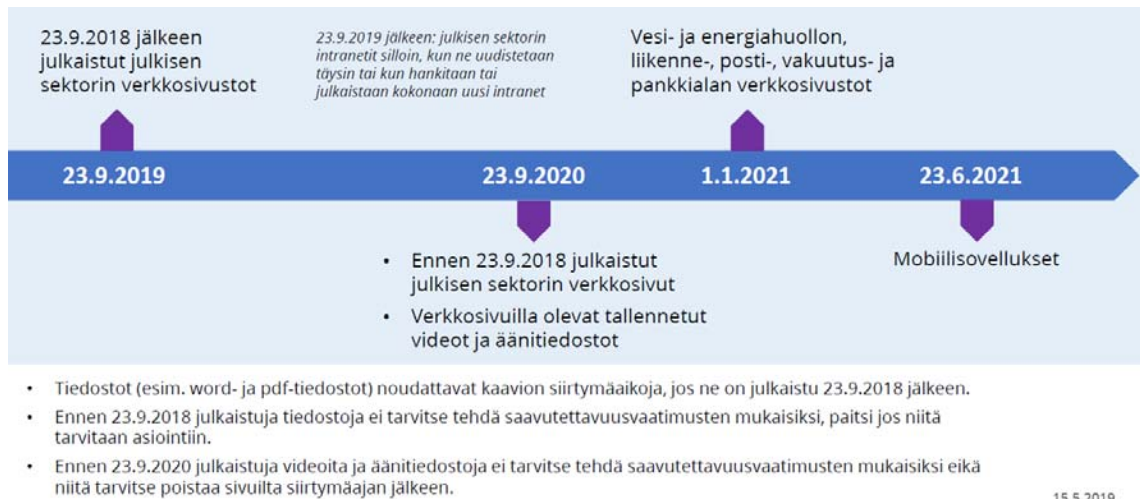 23.9.2018 jälkeen
julkaistut julkisen
sektorin verkkosivustot
23.9.2019 jälkeen: julkisen sektorin
intranetit silloin, kun ne uudistetaan
täysin tai kun hankitaan tai
julkaistaan kokonaan uusi intranet
Vesi- ja energiahuollon,
liikenne-, posti-, vakuutus- ja
pankkialan verkkosivustot
23.9.2019
23.9.2020
1.1.2021
23.6.2021
• Ennen 23.9.2018 julkaistut
julkisen sektorin verkkosivut
• Verkkosivuilla olevat tallennetut
videot ja äänitiedostot
Mobiilisovellukset
• Tiedostot (esim. word- ja pdf-tiedostot) noudattavat kaavion siirtymäaikoja, jos ne on julkaistu 23.9.2018 jälkeen.
• Ennen 23.9.2018 julkaistuja tiedostoja ei tarvitse tehdä saavutettavuusvaatimusten mukaisiksi, paitsi jos niitä
tarvitaan asiointiin.
• Ennen 23.9.2020 julkaistuja videoita ja äänitiedostoja ei tarvitse tehdä saavutettavuusvaatimusten mukaisiksi eikä
niitä tarvitse poistaa sivuilta siirtymäajan jälkeen.
15.5.2019